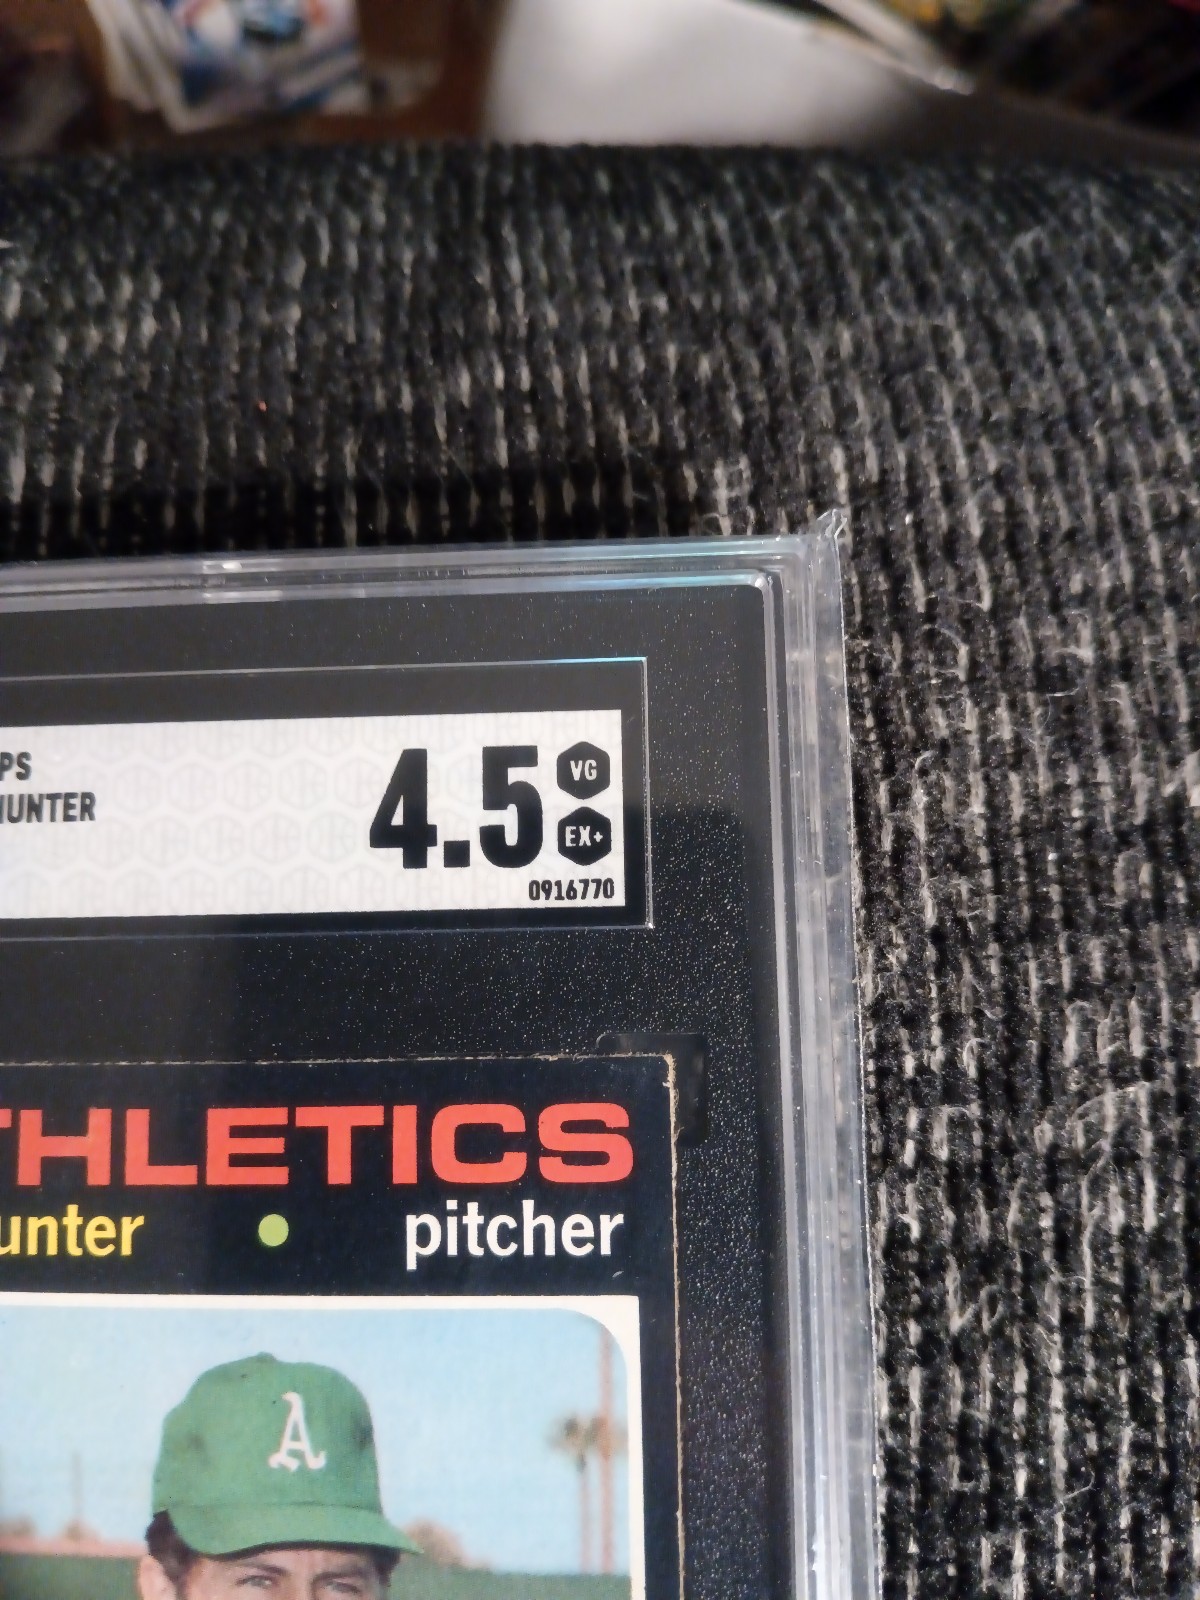 PS
HUNTER
4.5
VG
EX+
0916770
THLETICS
unter • pitcher
A